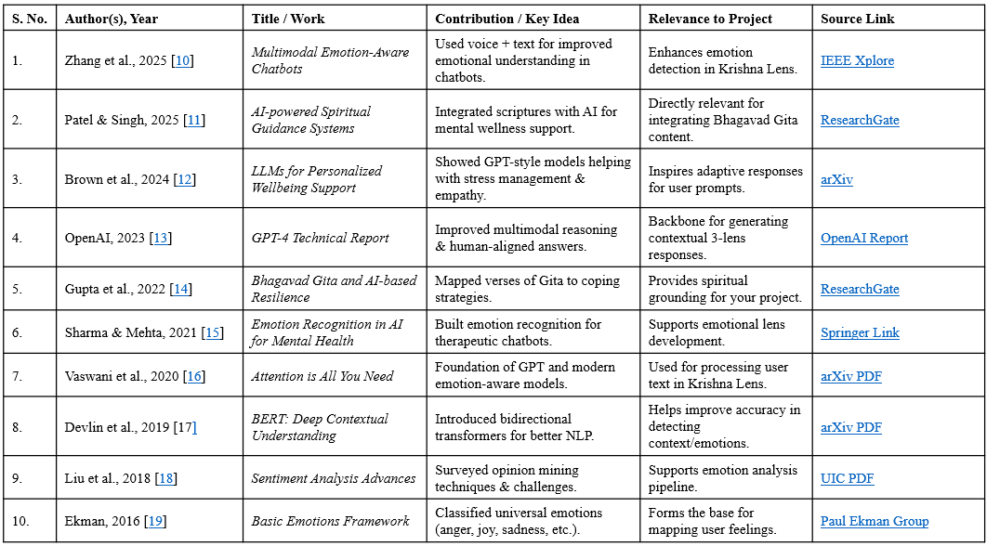 S. No. Author(s), Year Title / Work Contribution / Key Idea Relevance to Project Source Link
1. Zhang et al., 2025 [10] Multimodal Emotion-Aware Chatbots Used voice + text for improved emotional understanding in chatbots. Enhances emotion detection in Krishna Lens. IEEE Xplore
2. Patel & Singh, 2025 [11] AI-powered Spiritual Guidance Systems Integrated scriptures with AI for mental wellness support. Directly relevant for integrating Bhagavad Gita content. ResearchGate
3. Brown et al., 2024 [12] LLMs for Personalized Wellbeing Support Showed GPT-style models helping with stress management & empathy. Inspires adaptive responses for user prompts. arXiv
4. OpenAI, 2023 [13] GPT-4 Technical Report Improved multimodal reasoning & human-aligned answers. Backbone for generating contextual 3-lens responses. OpenAI Report
5. Gupta et al., 2022 [14] Bhagavad Gita and AI-based Resilience Mapped verses of Gita to coping strategies. Provides spiritual grounding for your project. ResearchGate
6. Sharma & Mehta, 2021 [15] Emotion Recognition in AI for Mental Health Built emotion recognition for therapeutic chatbots. Supports emotional lens development. Springer Link
7. Vaswani et al., 2020 [16] Attention is All You Need Foundation of GPT and modern emotion-aware models. Used for processing user text in Krishna Lens. arXiv PDF
8. Devlin et al., 2019 [17] BERT: Deep Contextual Understanding Introduced bidirectional transformers for better NLP. Helps improve accuracy in detecting context/emotions. arXiv PDF
9. Liu et al., 2018 [18] Sentiment Analysis Advances Surveyed opinion mining techniques & challenges. Supports emotion analysis pipeline. UIC PDF
10. Ekman, 2016 [19] Basic Emotions Framework Classified universal emotions (anger, joy, sadness, etc.). Forms the base for mapping user feelings. Paul Ekman Group